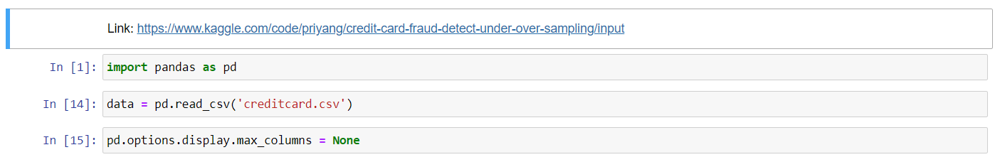 Link: https://www.kaggle.com/code/priyang/credit-card-fraud-detect-under-over-sampling/input
In [1]: import pandas as pd
In [14]: data = pd.read_csv('creditcard.csv')
In [15]: pd.options.display.max_columns = None